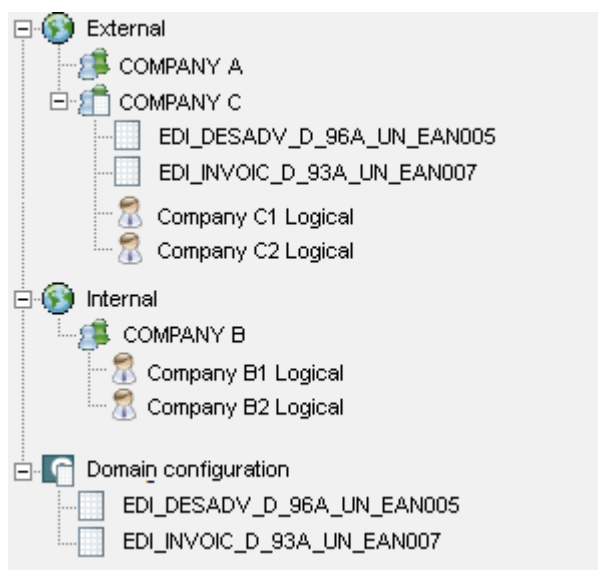 External
COMPANY A
COMPANY C
EDI_DESADV_D_96A_UN_EAN005
EDI_INVOIC_D_93A_UN_EAN007
Company C1 Logical
Company C2 Logical
Internal
COMPANY B
Company B1 Logical
Company B2 Logical
Domain configuration
EDI_DESADV_D_96A_UN_EAN005
EDI_INVOIC_D_93A_UN_EAN007